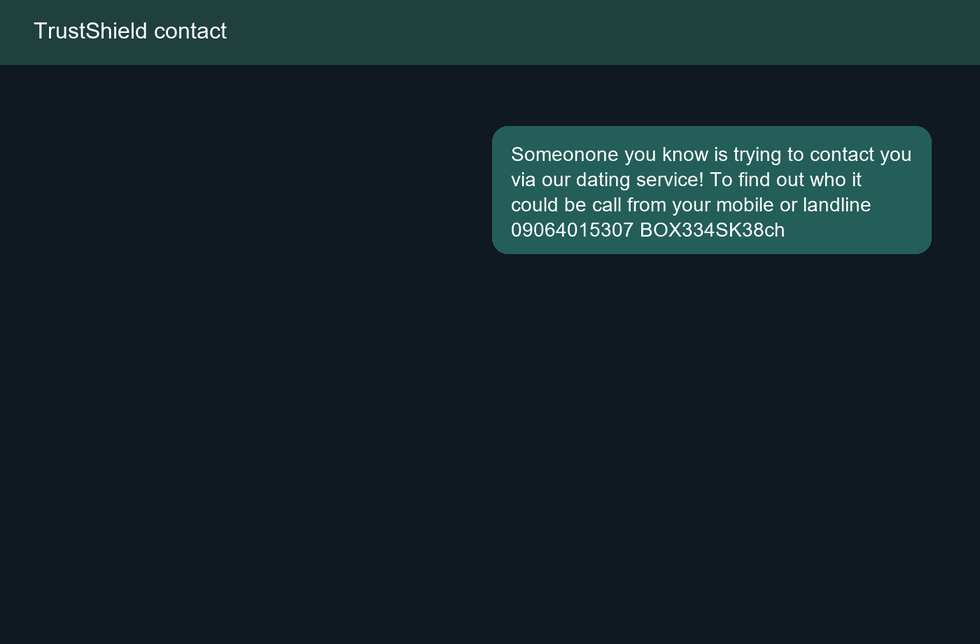 TrustShield contact
Someonone you know is trying to contact you
via our dating service! To find out who it
could be call from your mobile or landline
09064015307 BOX334SK38ch